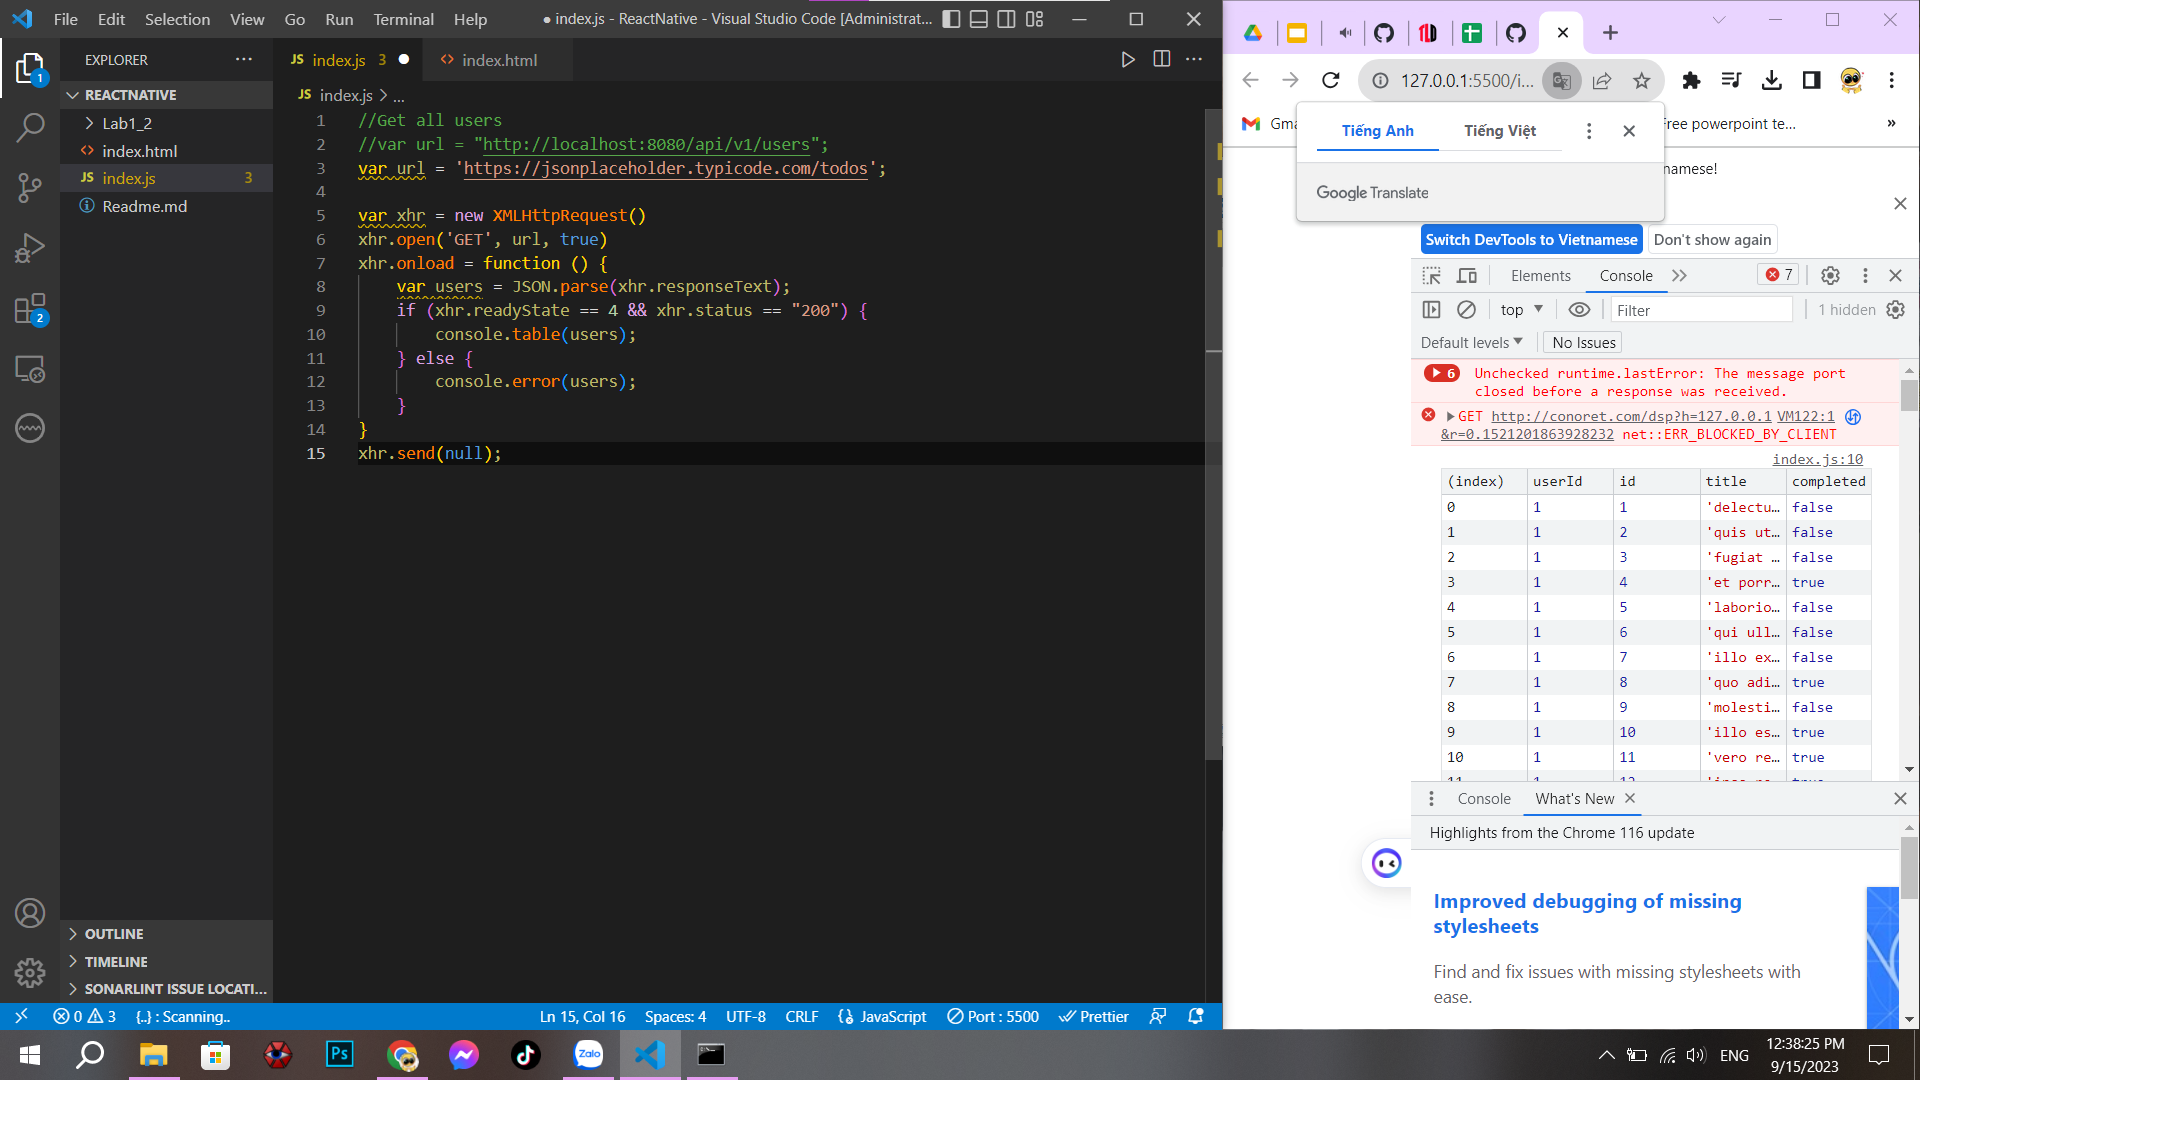 File Edit Selection View Go Run Terminal Help
● index.js - ReactNative - Visual Studio Code [Administrat...
EXPLORER ...
1
REACTNATIVE
Lab1_2
index.html
JS index.js 3
Readme.md
2
OUTLINE
TIMELINE
SONARLINT ISSUE LOCATI...
JS index.js 3 ●
<> index.html
JS index.js > ...
1 //Get all users
2 //var url = "http://localhost:8080/api/v1/users";
3 var url = 'https://jsonplaceholder.typicode.com/todos';
4
5 var xhr = new XMLHttpRequest()
6 xhr.open('GET', url, true)
7 xhr.onload = function () {
8 var users = JSON.parse(xhr.responseText);
9 if (xhr.readyState == 4 && xhr.status == "200") {
10 console.table(users);
11 } else {
12 console.error(users);
13 }
14 }
15 xhr.send(null);
0 3 {..} : Scanning..
Ln 15, Col 16 Spaces: 4 UTF-8 CRLF JavaScript Port : 5500 Prettier
127.0.0.1:5500/i...
Gma
Free powerpoint te... »
Tiếng Anh Tiếng Việt
Google Translate
namese!
Switch DevTools to Vietnamese Don't show again
Elements Console 7
top Filter 1 hidden
Default levels No Issues
6 Unchecked runtime.lastError: The message port
closed before a response was received.
GET http://conoret.com/dsp?h=127.0.0.1 VM122:1
&r=0.1521201863928232 net::ERR_BLOCKED_BY_CLIENT
index.js:10
(index) userId id title completed
0 1 1 'delectu... false
1 1 2 'quis ut... false
2 1 3 'fugiat ... false
3 1 4 'et porr... true
4 1 5 'laborio... false
5 1 6 'qui ull... false
6 1 7 'illo ex... false
7 1 8 'quo adi... true
8 1 9 'molesti... false
9 1 10 'illo es... true
10 1 11 'vero re... true
Console What's New
Highlights from the Chrome 116 update
Improved debugging of missing
stylesheets
Find and fix issues with missing stylesheets with
ease.
Ps
Zalo
ENG
12:38:25 PM
9/15/2023